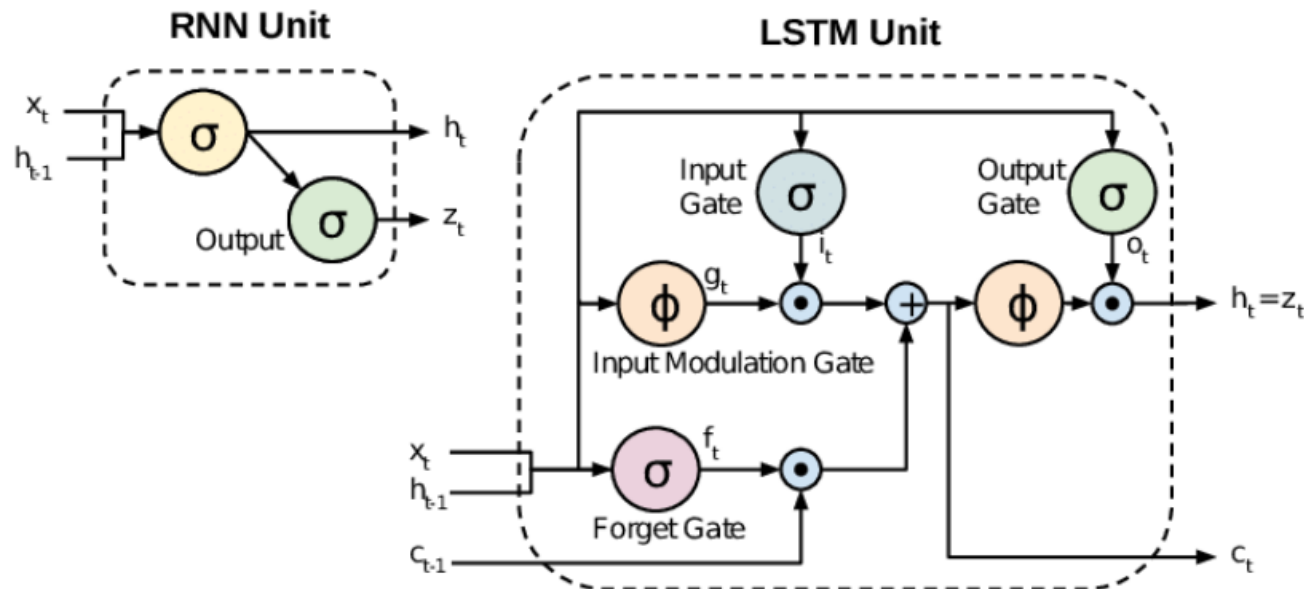 RNN Unit
x_t
h_t-1
σ
h_t
σ
Output
z_t
LSTM Unit
Input
Gate
σ
i_t
Output
Gate
σ
o_t
ϕ
g_t
Input Modulation Gate
+
ϕ
h_t=z_t
x_t
h_t-1
σ
f_t
Forget Gate
c_t-1
c_t